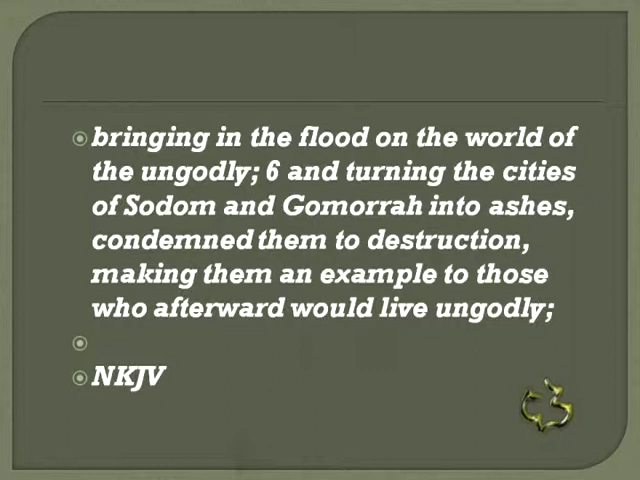 bringing in the flood on the world of
the ungodly; 6 and turning the cities
of Sodom and Gomorrah into ashes,
condemned them to destruction,
making them an example to those
who afterward would live ungodly;
NKJV